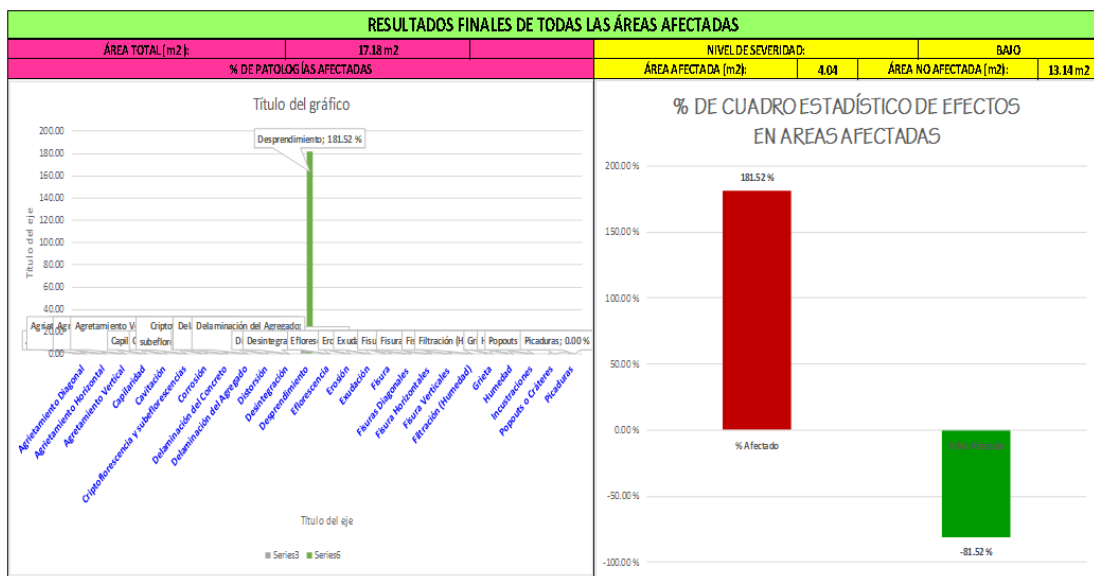 RESULTADOS FINALES DE TODAS LAS ÁREAS AFECTADAS
ÁREA TOTAL (m2): 17.18 m2 NIVEL DE SEVERIDAD: BAJO
% DE PATOLOGÍAS AFECTADAS ÁREA AFECTADA (m2): 4.04 ÁREA NO AFECTADA (m2): 13.14 m2
Título del gráfico
Título del eje
200.00
180.00
160.00
140.00
120.00
100.00
80.00
60.00
40.00
20.00
0.00
Desprendimiento; 181.52 %
Agretamiento
Delaminación del Agregado;
Filtración
Popouts
Picaduras; 0.00 %
Agrietamiento Diagonal
Agrietamiento Horizontal
Agretamiento Vertical
Capilaridad
Cavitación
Criptoflorescencia y subeflorescencias
Corrosión
Delaminación del Concreto
Delaminación del Agregado
Distorsión
Desintegración
Desprendimiento
Eflorescencia
Erosión
Exudación
Fisura
Fisuras Diagonales
Fisura Horizontales
Fisura Verticales
Filtración (Humedad)
Grieta
Humedad
Incustraciones
Popouts o Cráteres
Picaduras
Título del eje
Series3 Series6
% DE CUADRO ESTADÍSTICO DE EFECTOS
EN AREAS AFECTADAS
200.00 %
150.00 %
100.00 %
50.00 %
0.00 %
-50.00 %
-100.00 %
181.52 %
% Afectado
-81.52 %